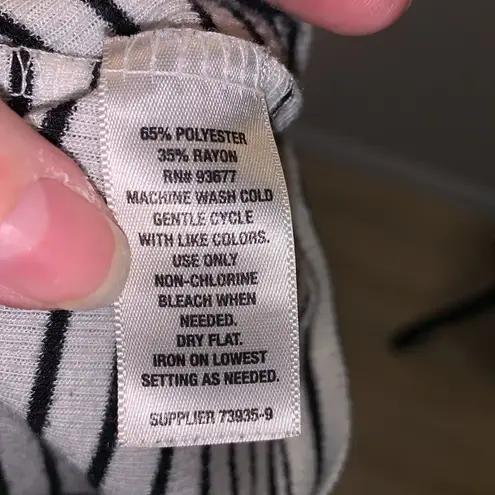 65% POLYESTER
35% RAYON
RN# 93677
MACHINE WASH COLD
GENTLE CYCLE
WITH LIKE COLORS.
USE ONLY
NON-CHLORINE
BLEACH WHEN
NEEDED.
DRY FLAT.
IRON ON LOWEST
SETTING AS NEEDED.
SUPPLIER 73935-9